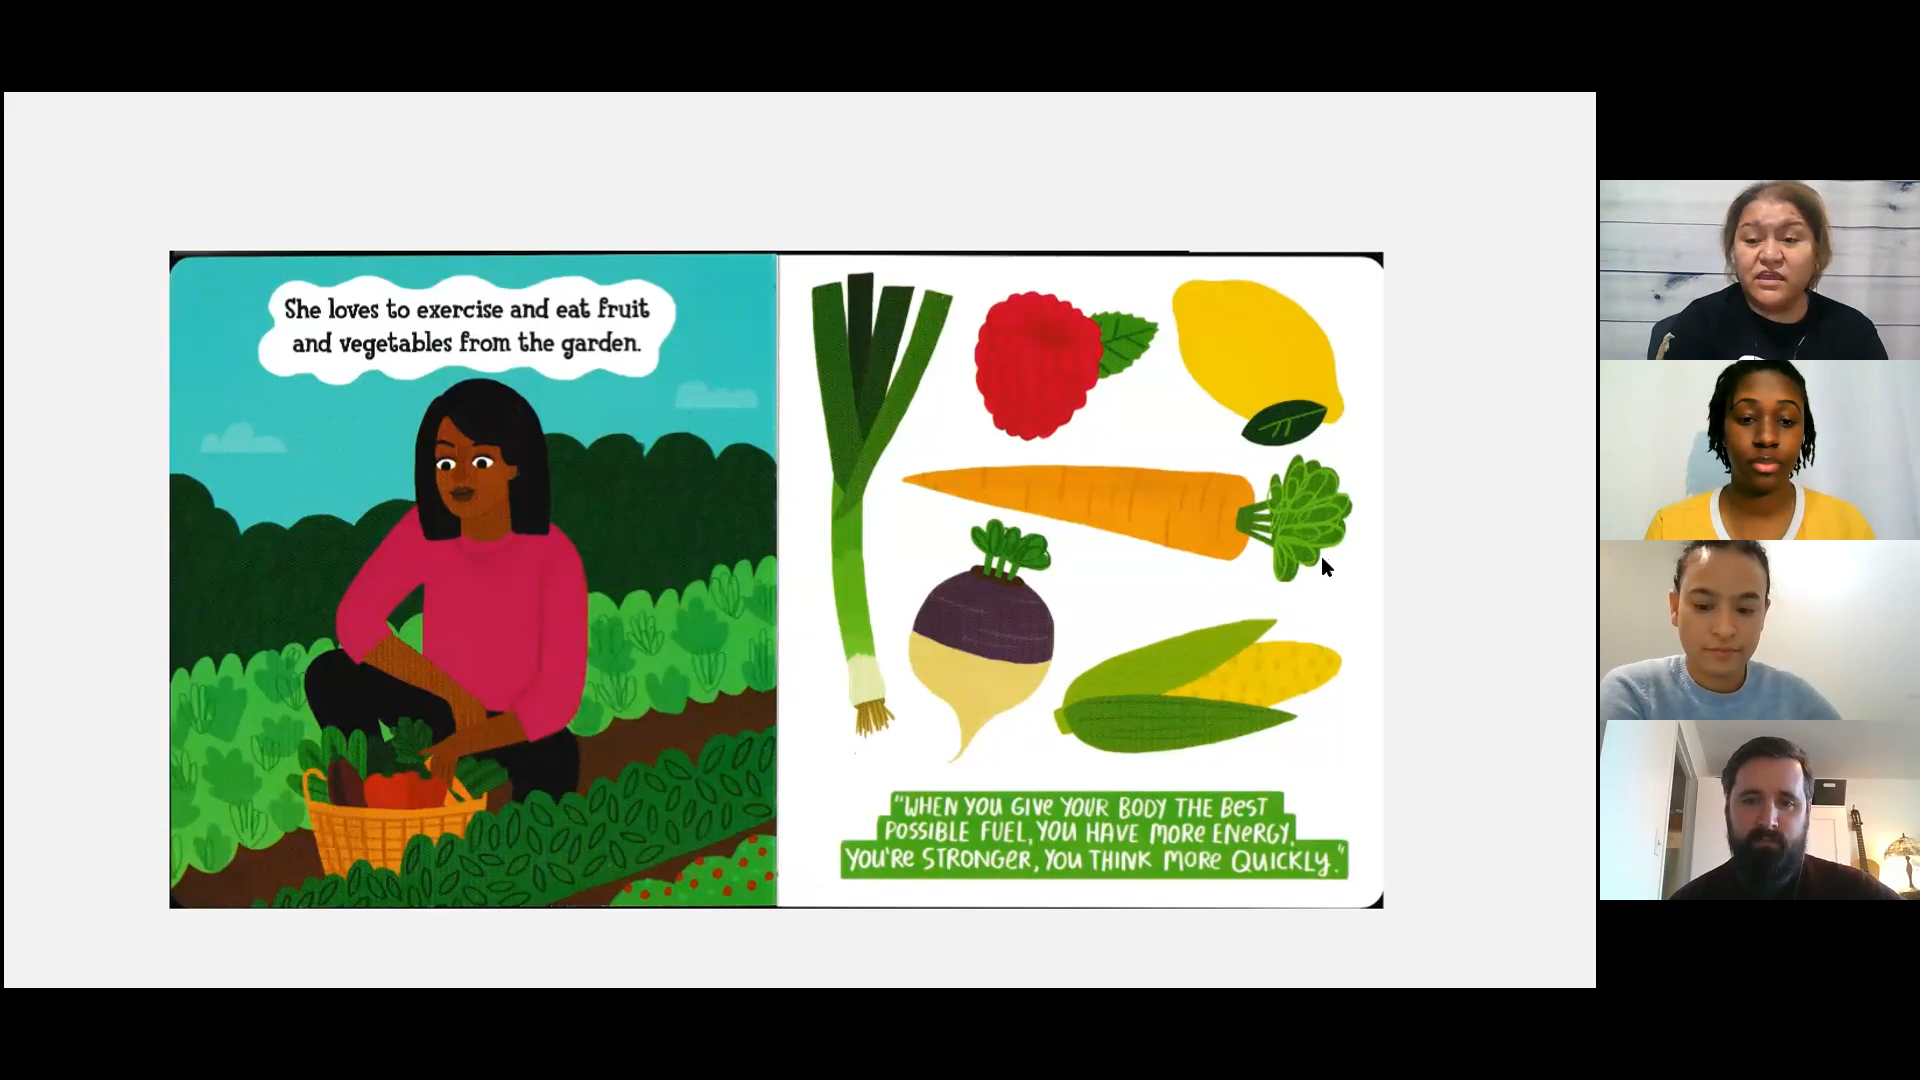 She loves to exercise and eat fruit
and vegetables from the garden.
"WHEN YOU GIVE YOUR BODY THE BEST
POSSIBLE FUEL, YOU HAVE MORE ENERGY,
YOU'RE STRONGER, YOU THINK MORE QUICKLY."